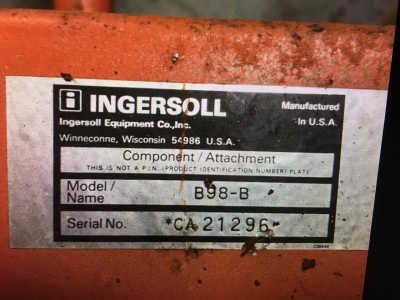 i INGERSOLL
Manufactured
in U.S.A.
Ingersoll Equipment Co., Inc.
Winneconne, Wisconsin 54986 U.S.A.
Component / Attachment
THIS IS NOT A P.I.N. (PRODUCT IDENTIFICATION NUMBER) PLATE
Model /
Name
B98-B
Serial No.
*CA21296*